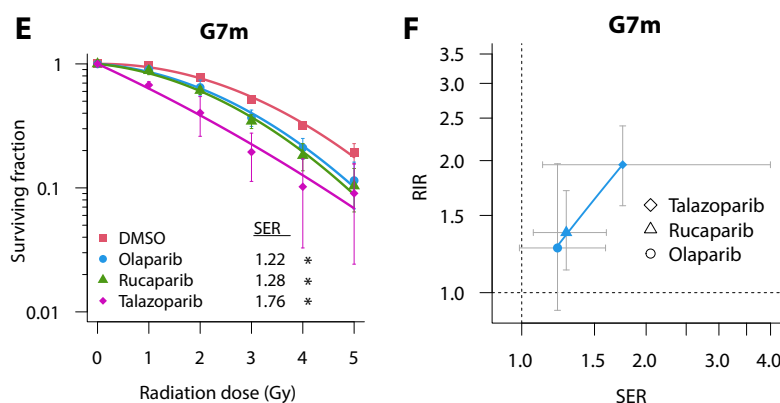 E
G7m
Surviving fraction
1
0.1
0.01
SER
DMSO
Olaparib 1.22 *
Rucaparib 1.28 *
Talazoparib 1.76 *
0 1 2 3 4 5
Radiation dose (Gy)
F
G7m
RIR
3.5
3.0
2.5
2.0
1.5
1.0
Talazoparib
Rucaparib
Olaparib
1.0 1.5 2.0 3.0 4.0
SER